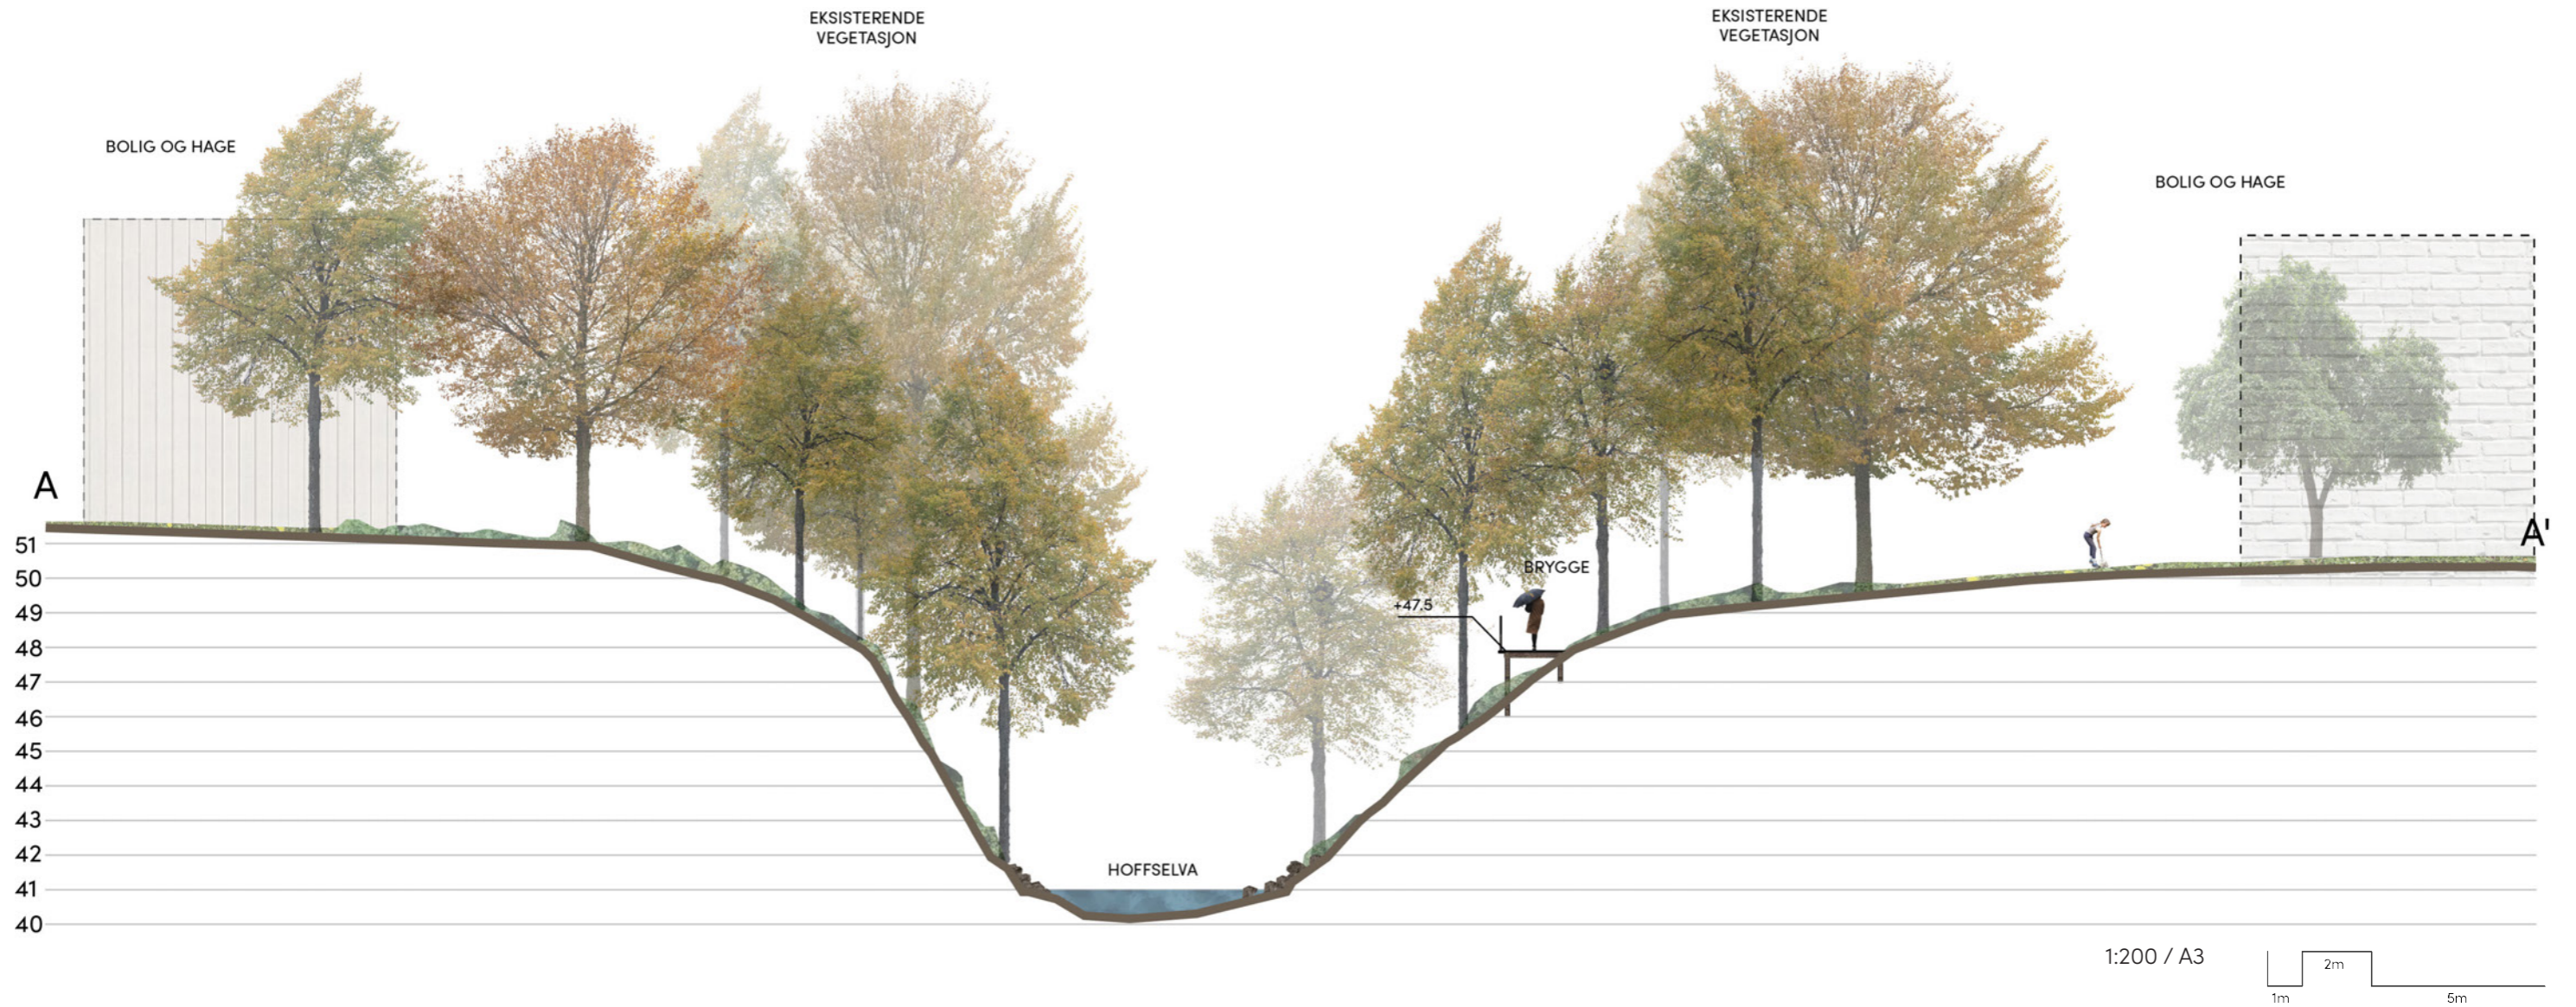 EKSISTERENDE
VEGETASJON
EKSISTERENDE
VEGETASJON
BOLIG OG HAGE
BOLIG OG HAGE
A
A'
BRYGGE
+47.5
51
50
49
48
47
46
45
44
43
42
41
40
HOFFSELVA
1:200 / A3
2m
1m
5m